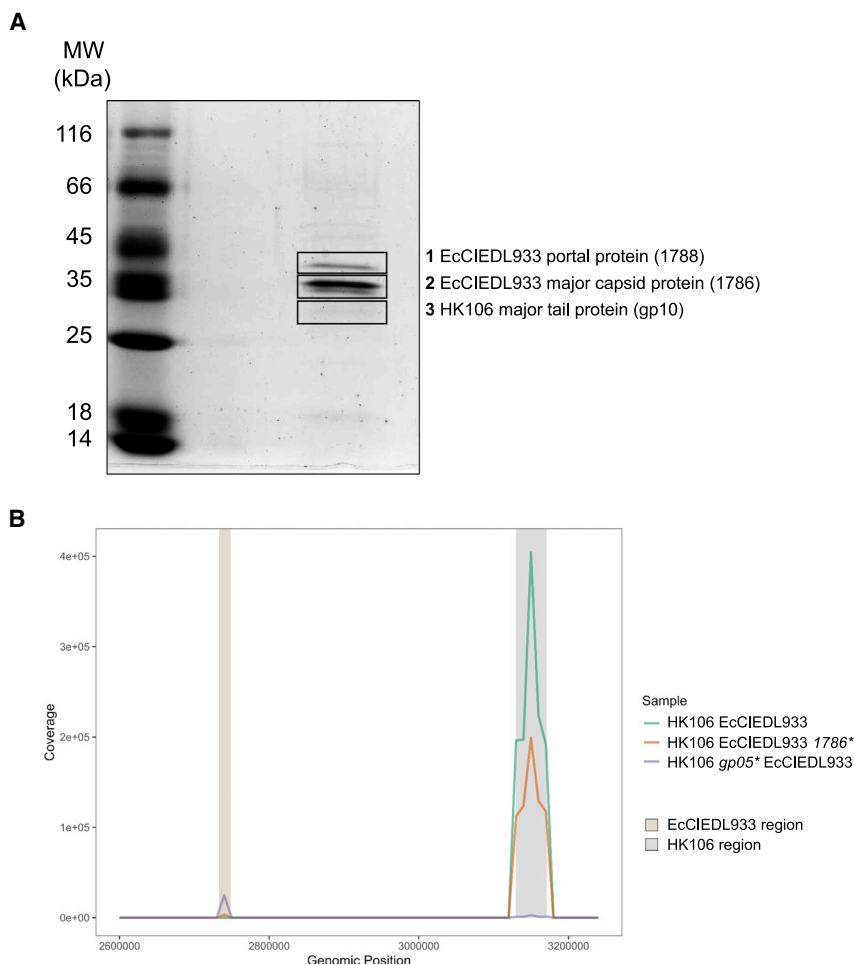 A
MW
(kDa)
116
66
45
35
25
18
14
1 EcCIEDL933 portal protein (1788)
2 EcCIEDL933 major capsid protein (1786)
3 HK106 major tail protein (gp10)
B
4e+05
3e+05
2e+05
1e+05
0e+00
Coverage
2600000 2800000 3000000 3200000
Genomic Position
Sample
HK106 EcCIEDL933
HK106 EcCIEDL933 1786*
HK106 gp05* EcCIEDL933
EcCIEDL933 region
HK106 region